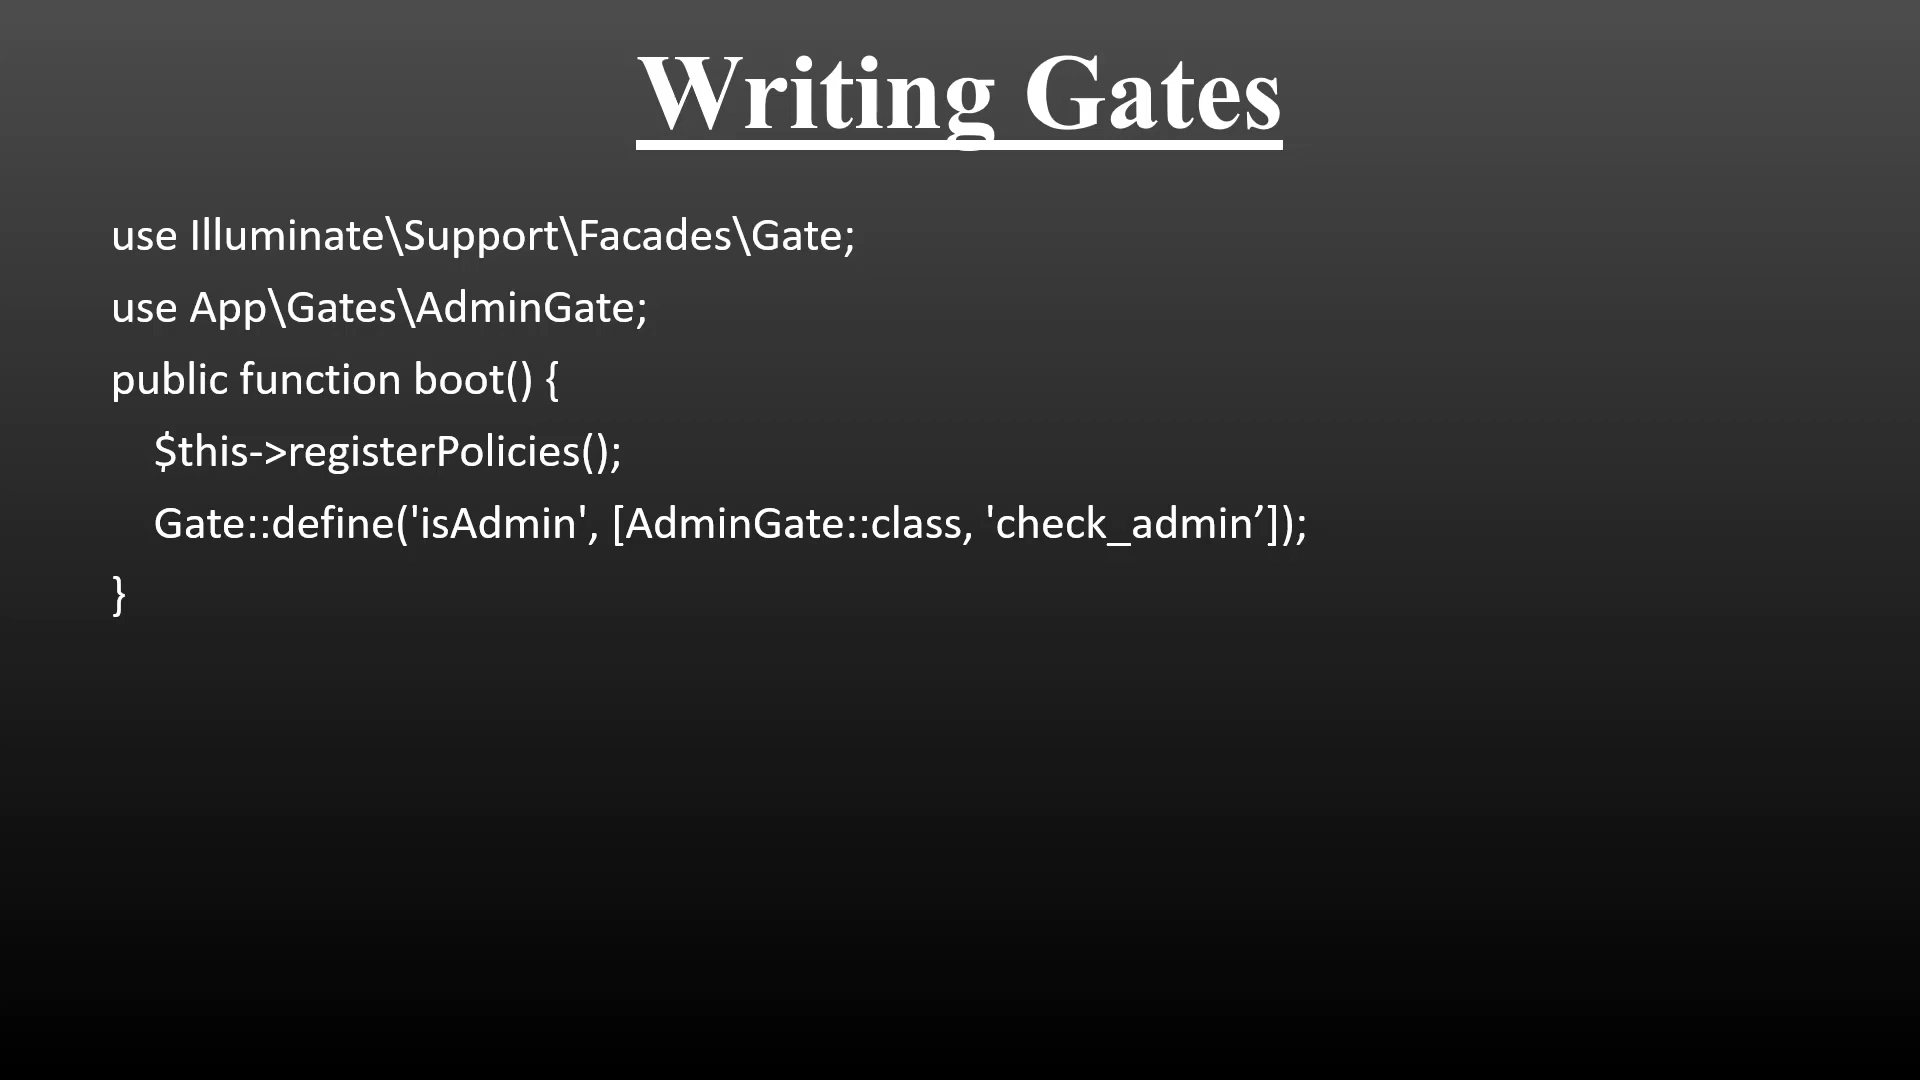 Writing Gates
use Illuminate\Support\Facades\Gate;
use App\Gates\AdminGate;
public function boot() {
$this->registerPolicies();
Gate::define('isAdmin', [AdminGate::class, 'check_admin’]);
}